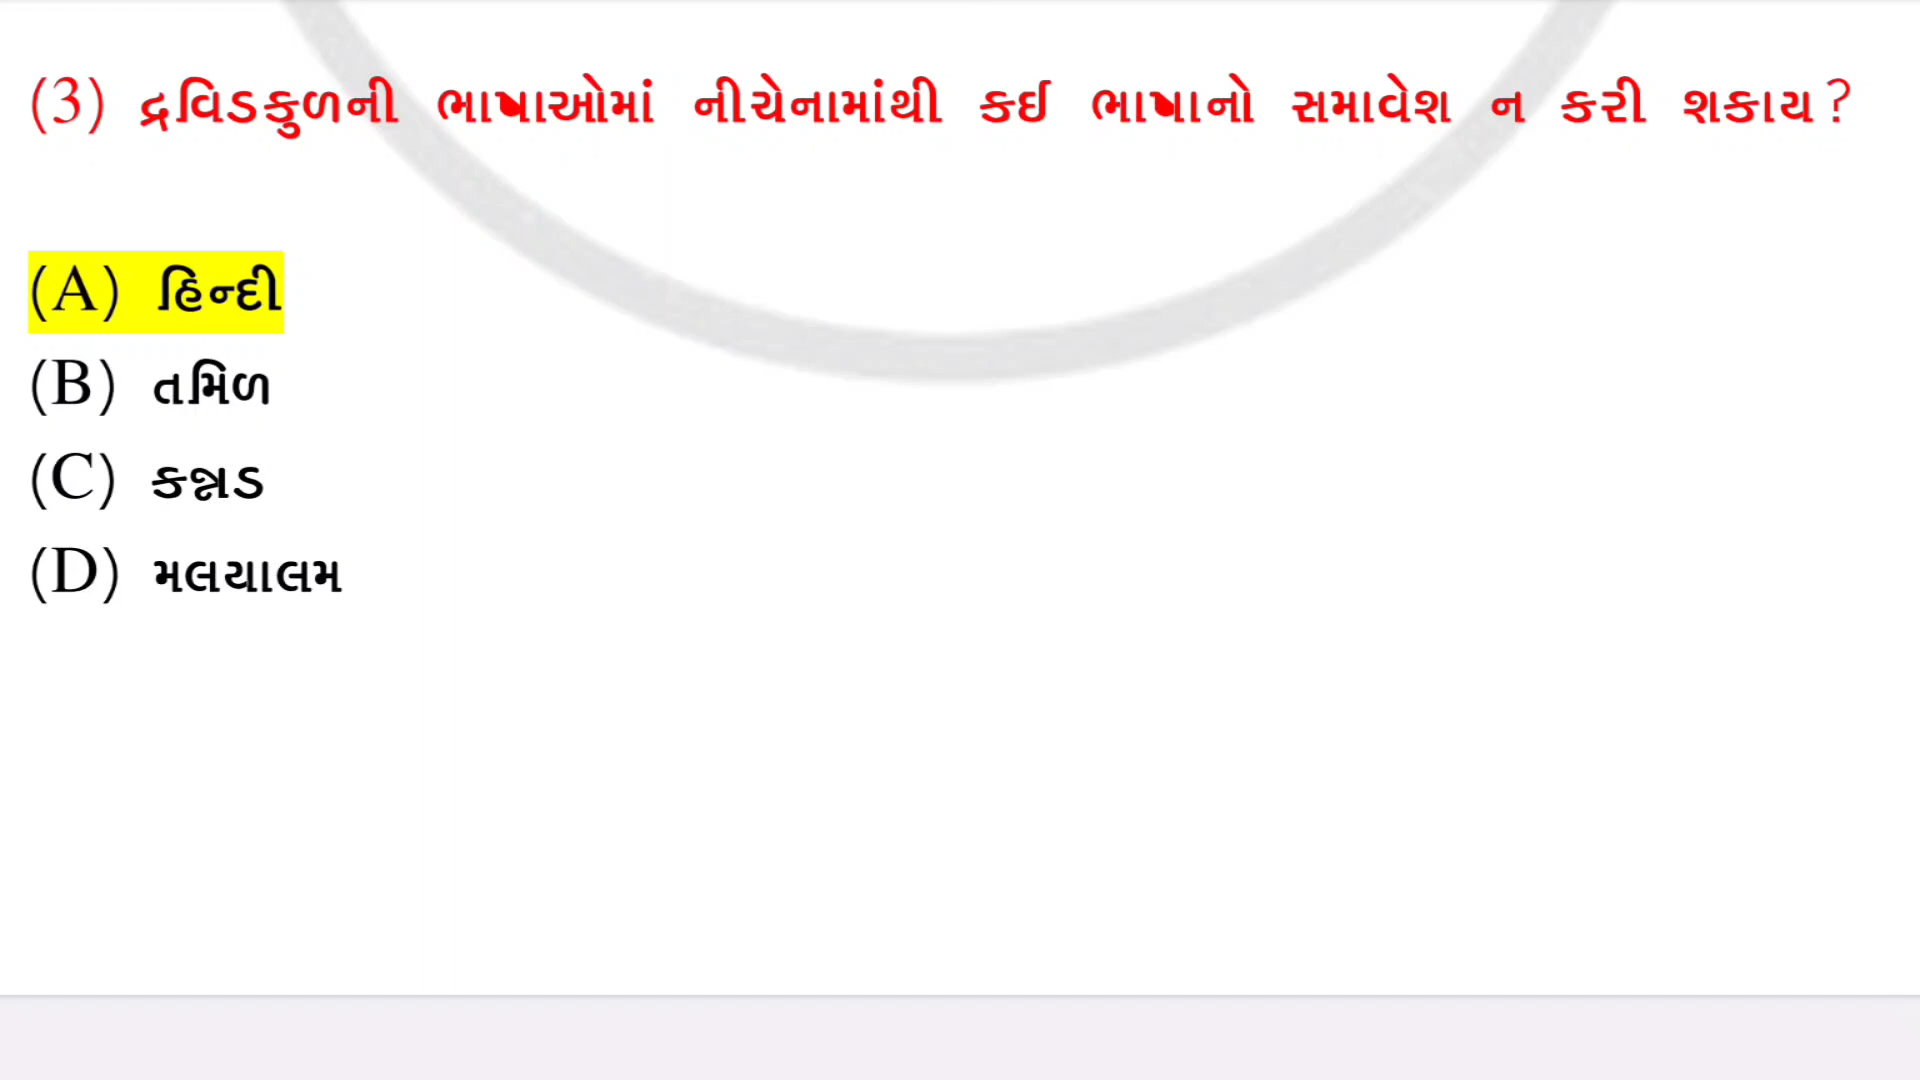 (3) દ્રવિડકુળની ભાષાઓમાં નીચેનામાંથી કઈ ભાષાનો સમાવેશ ન કરી શકાય?
(A) હિન્દી
(B) તમિળ
(C) કન્નડ
(D) મલયાલમ